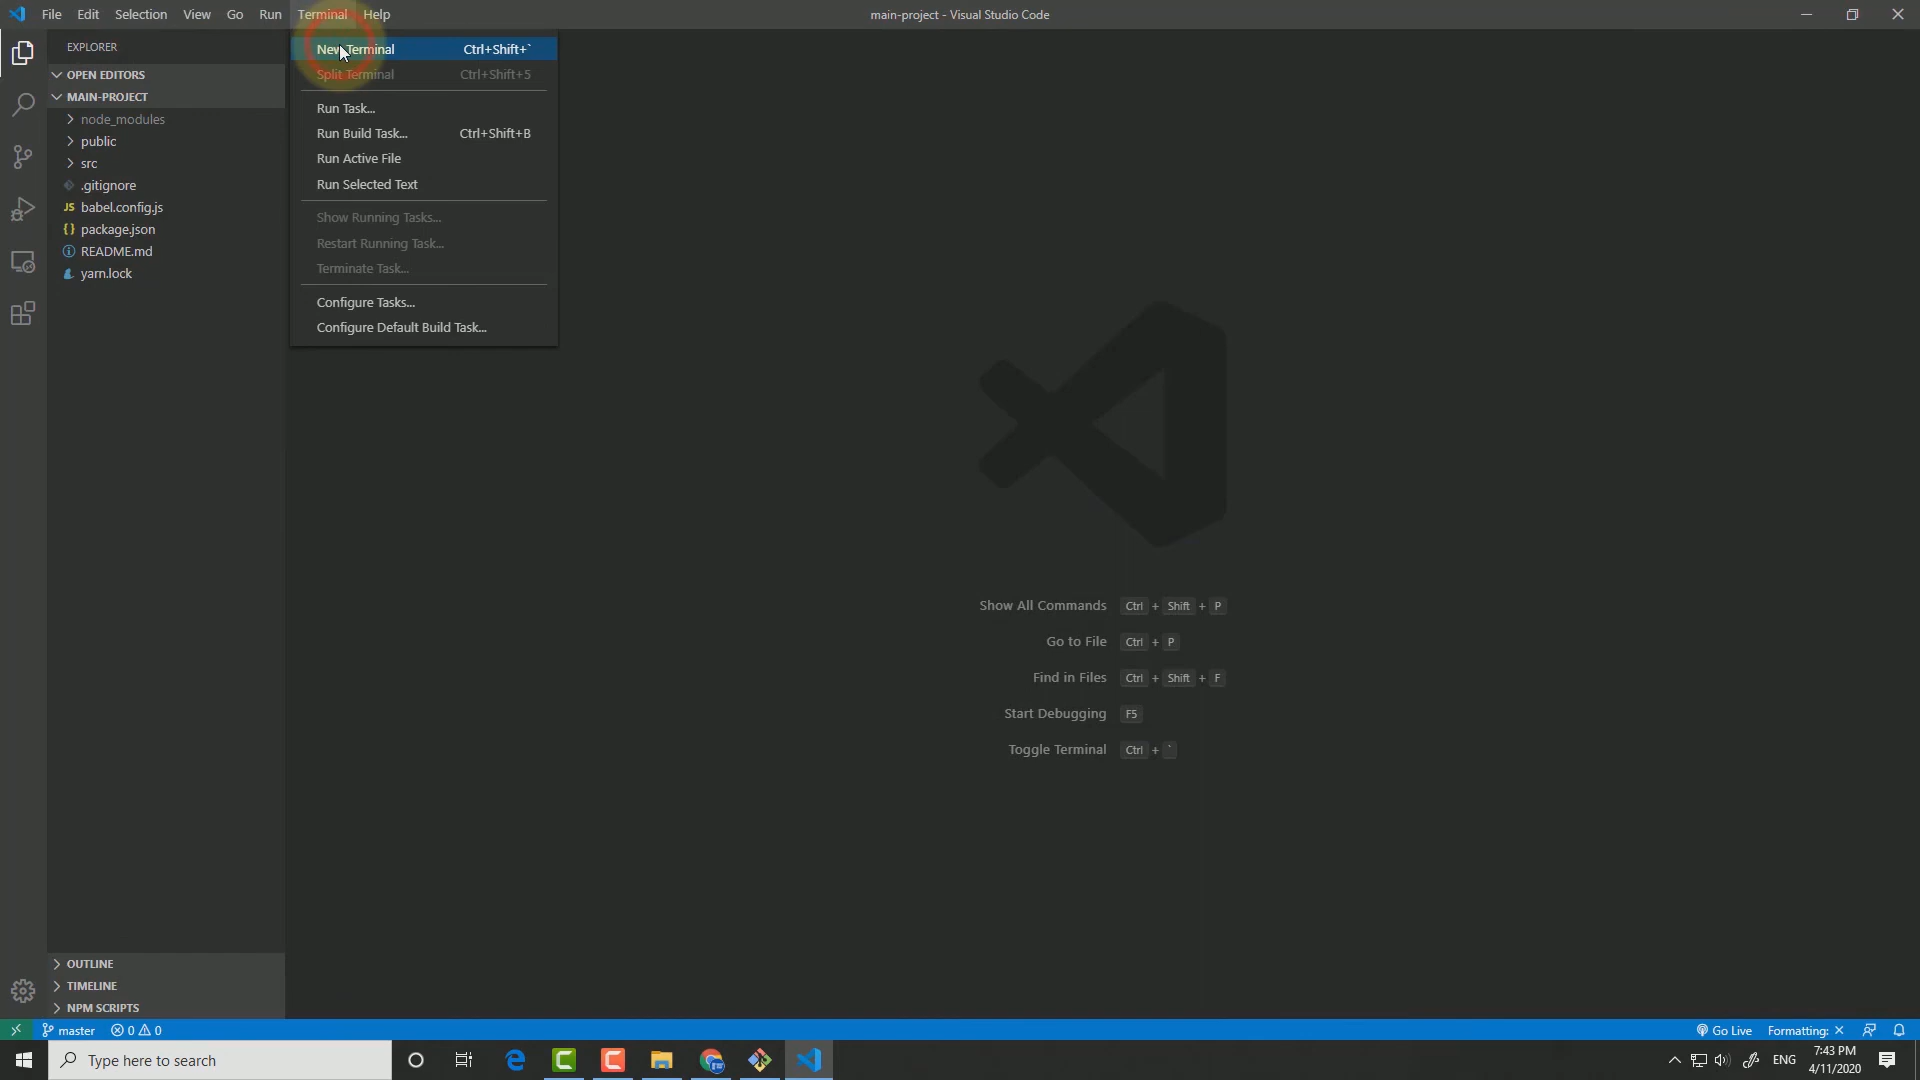 File Edit Selection View Go Run Terminal Help
main-project - Visual Studio Code
EXPLORER
OPEN EDITORS
MAIN-PROJECT
node_modules
public
src
.gitignore
JS babel.config.js
{} package.json
README.md
yarn.lock
New Terminal Ctrl+Shift+`
Split Terminal Ctrl+Shift+5
Run Task...
Run Build Task... Ctrl+Shift+B
Run Active File
Run Selected Text
Show Running Tasks...
Restart Running Task...
Terminate Task...
Configure Tasks...
Configure Default Build Task...
Show All Commands Ctrl + Shift + P
Go to File Ctrl + P
Find in Files Ctrl + Shift + F
Start Debugging F5
Toggle Terminal Ctrl + `
OUTLINE
TIMELINE
NPM SCRIPTS
master 0 0
Go Live Formatting: ×
Type here to search
ENG
7:43 PM
4/11/2020